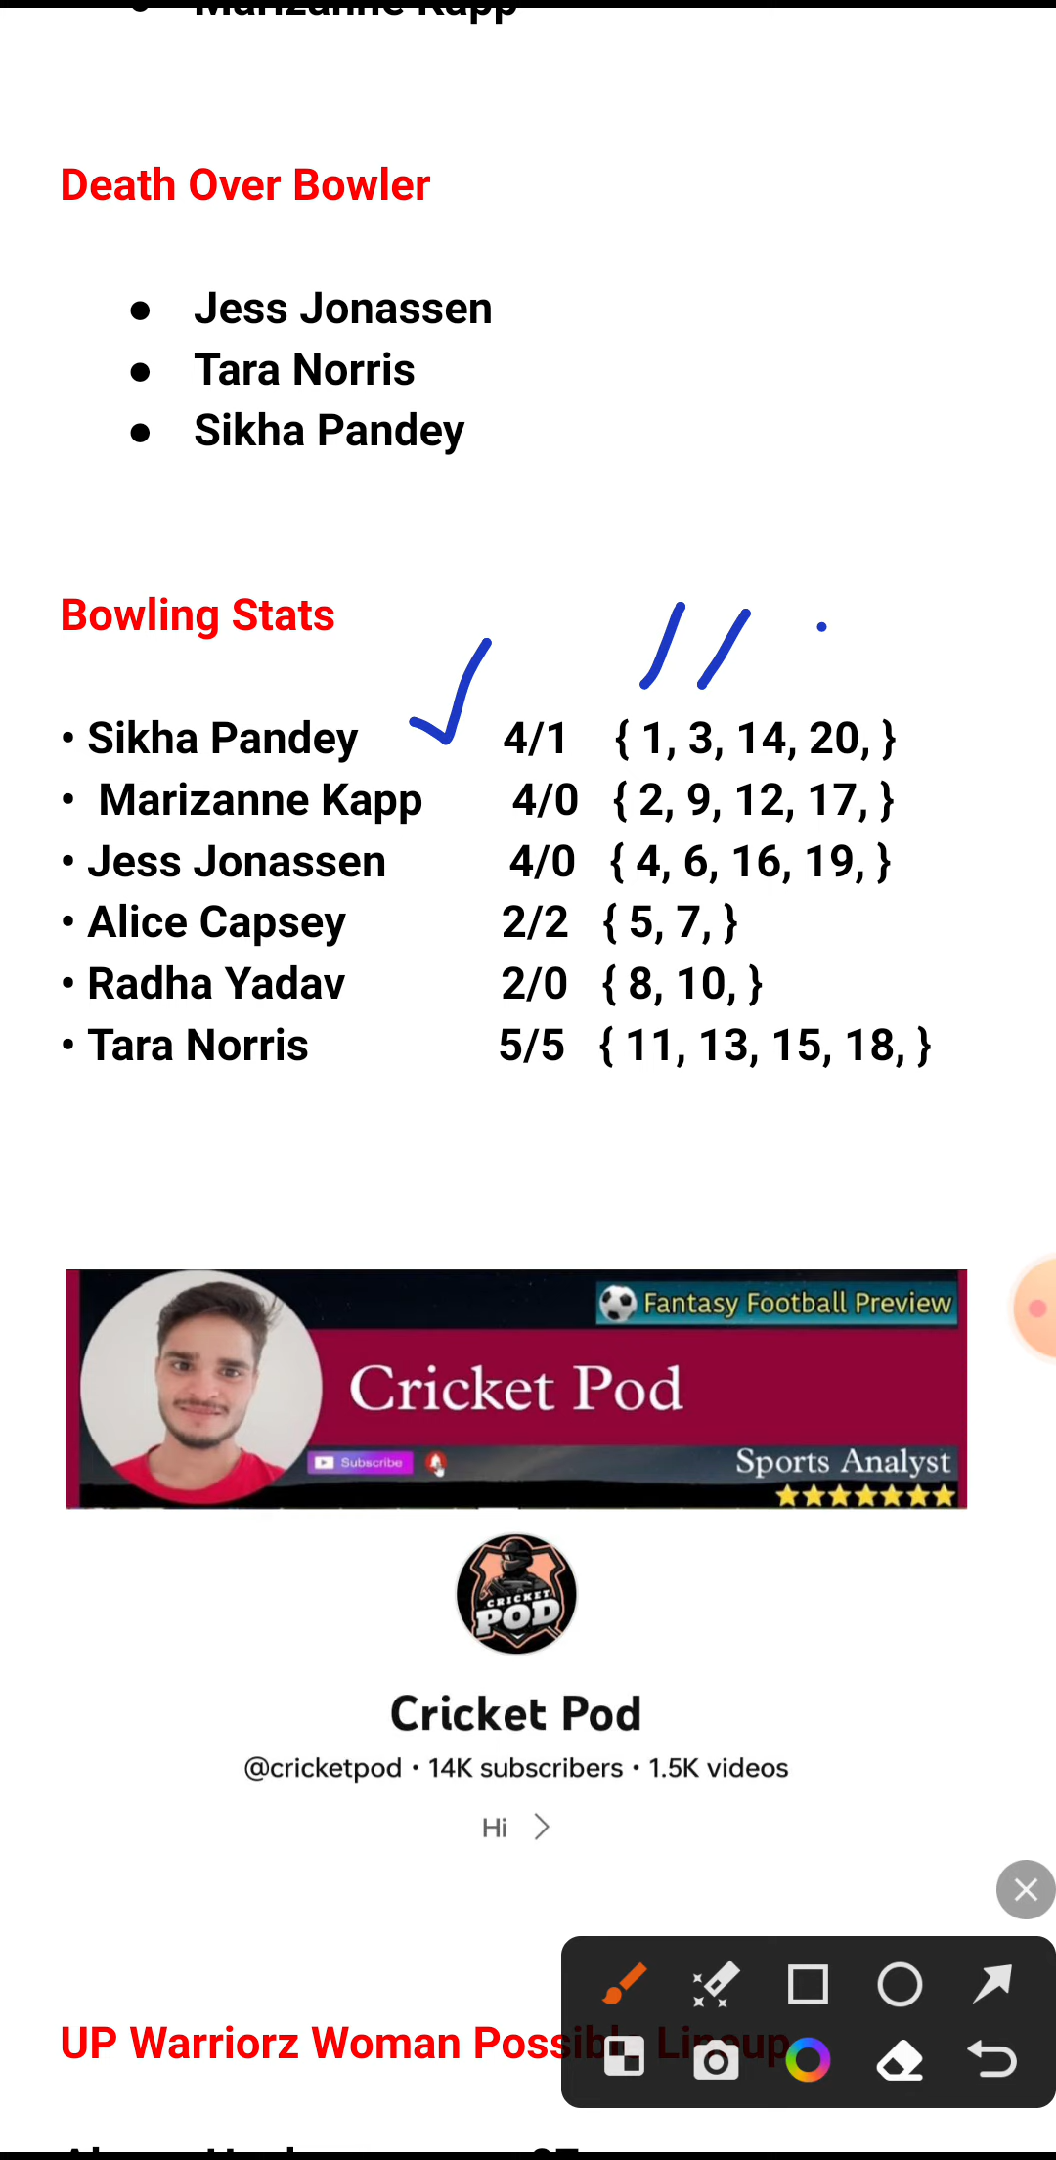 Marizanne Kapp
Death Over Bowler
● Jess Jonassen
● Tara Norris
● Sikha Pandey
Bowling Stats
• Sikha Pandey 4/1 { 1, 3, 14, 20, }
• Marizanne Kapp 4/0 { 2, 9, 12, 17, }
• Jess Jonassen 4/0 { 4, 6, 16, 19, }
• Alice Capsey 2/2 { 5, 7, }
• Radha Yadav 2/0 { 8, 10, }
• Tara Norris 5/5 { 11, 13, 15, 18, }
Fantasy Football Preview
Cricket Pod
Subscribe
Sports Analyst
CRICKET
POD
Cricket Pod
@cricketpod • 14K subscribers • 1.5K videos
Hi >
UP Warriorz Woman Possible Lineup